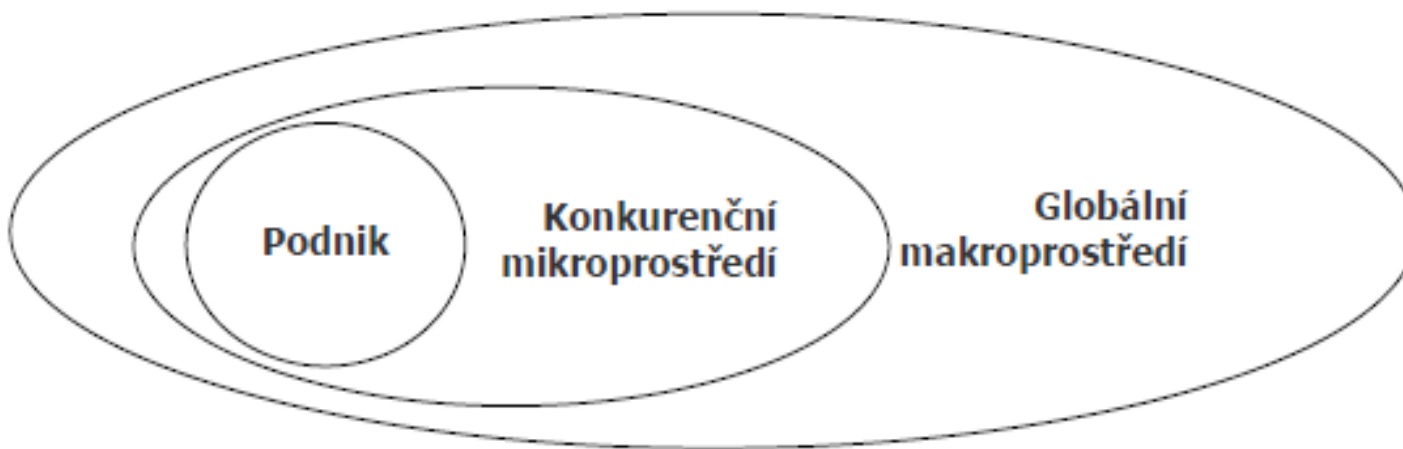 Podnik
Konkurenční
mikroprostředí
Globální
makroprostředí